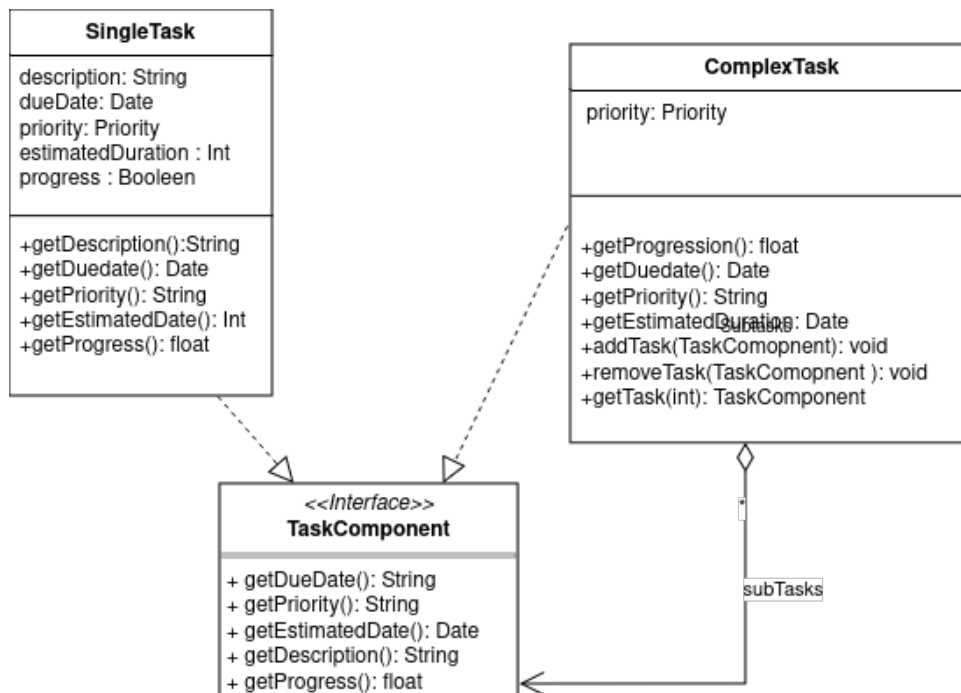 SingleTask
description: String
dueDate: Date
priority: Priority
estimatedDuration : Int
progress : Booleen
+getDescription():String
+getDuedate(): Date
+getPriority(): String
+getEstimatedDate(): Int
+getProgress(): float
ComplexTask
priority: Priority
+getProgression(): float
+getDuedate(): Date
+getPriority(): String
+getEstimatedDuration: Date
Subtasks
+addTask(TaskComopnent): void
+removeTask(TaskComopnent ): void
+getTask(int): TaskComponent
*
subTasks
<<Interface>>
TaskComponent
+ getDueDate(): String
+ getPriority(): String
+ getEstimatedDate(): Date
+ getDescription(): String
+ getProgress(): float